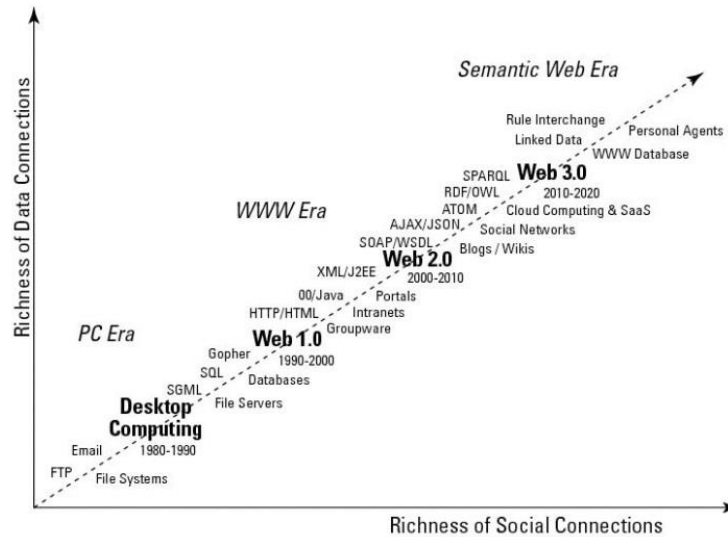 Semantic Web Era
Rule Interchange
Personal Agents
Linked Data
WWW Database
SPARQL
Web 3.0
RDF/OWL
2010-2020
WWW Era
ATOM
Cloud Computing & SaaS
AJAX/JSON
Social Networks
SOAP/WSDL
Blogs / Wikis
Web 2.0
XML/J2EE
2000-2010
OO/Java
Portals
HTTP/HTML
Intranets
Groupware
PC Era
Web 1.0
Gopher
1990-2000
SQL
Databases
SGML
File Servers
Desktop
Computing
Email
1980-1990
FTP
File Systems
Richness of Data Connections
Richness of Social Connections